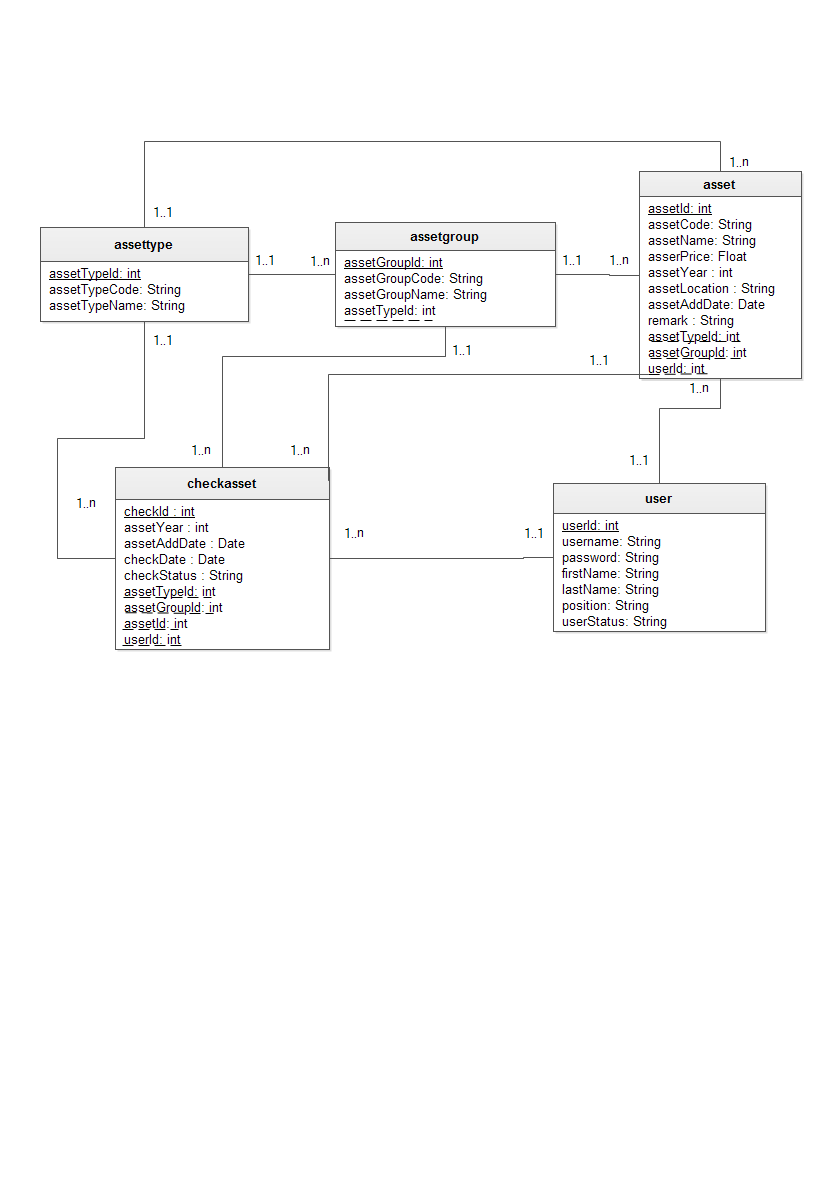 1..n
asset
assetId: int
assetCode: String
assetName: String
asserPrice: Float
assetYear : int
assetLocation : String
assetAddDate: Date
remark : String
assetTypeId: int
assetGroupId: int
userId: int
1..1
assettype
assetTypeId: int
assetTypeCode: String
assetTypeName: String
1..1
1..n
assetgroup
assetGroupId: int
assetGroupCode: String
assetGroupName: String
assetTypeId: int
1..1
1..n
1..1
1..1
1..1
1..n
1..n
1..n
1..n
1..1
checkasset
checkId : int
assetYear : int
assetAddDate : Date
checkDate : Date
checkStatus : String
assetTypeId: int
assetGroupId: int
assetId: int
userId: int
1..n
1..1
user
userId: int
username: String
password: String
firstName: String
lastName: String
position: String
userStatus: String